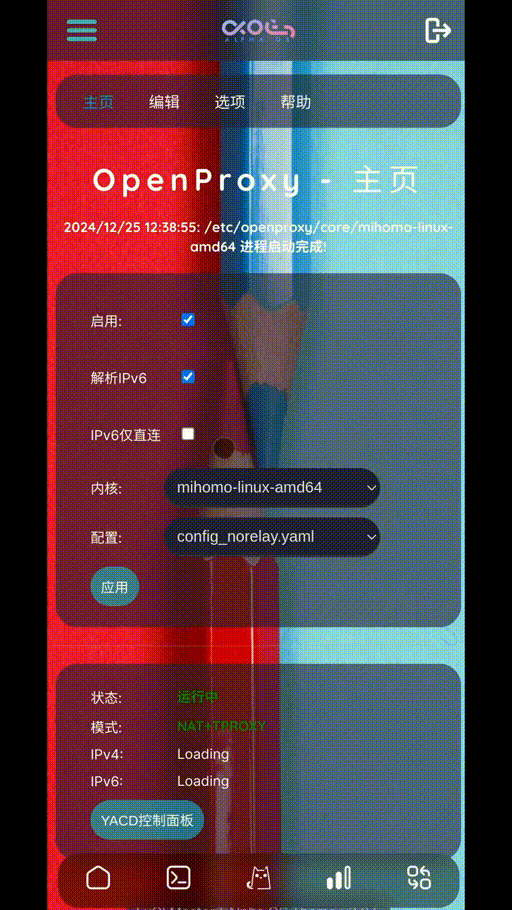 ALPHA OS
主页 编辑 选项 帮助
OpenProxy - 主页
2024/12/25 12:38:55: /etc/openproxy/core/mihomo-linux-
amd64 进程启动完成!
启用:
解析IPv6
IPv6仅直连
内核: mihomo-linux-amd64
配置: config_norelay.yaml
应用
状态: 运行中
模式: NAT+TPROXY
IPv4: Loading
IPv6: Loading
YACD控制面板